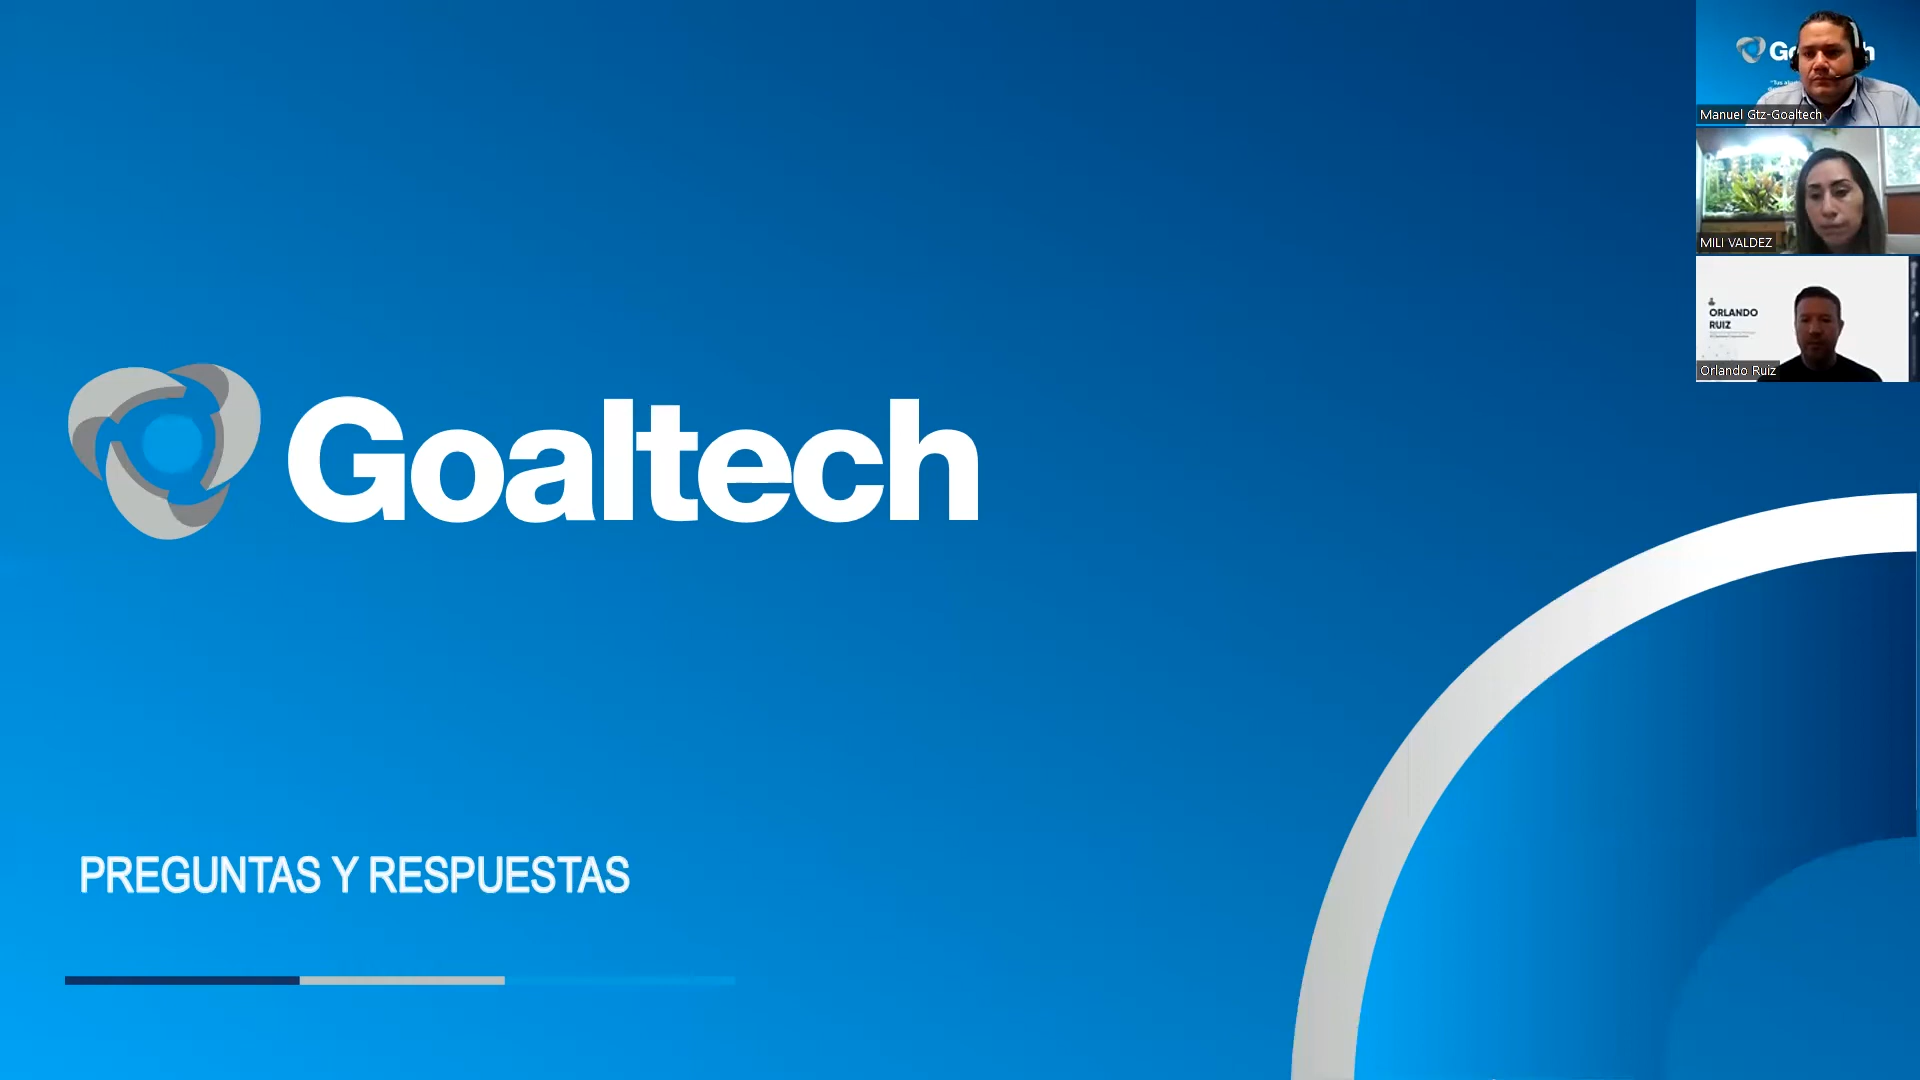 Goaltech
PREGUNTAS Y RESPUESTAS
Manuel Gtz-Goaltech
MILI VALDEZ
ORLANDO
RUIZ
Orlando Ruiz